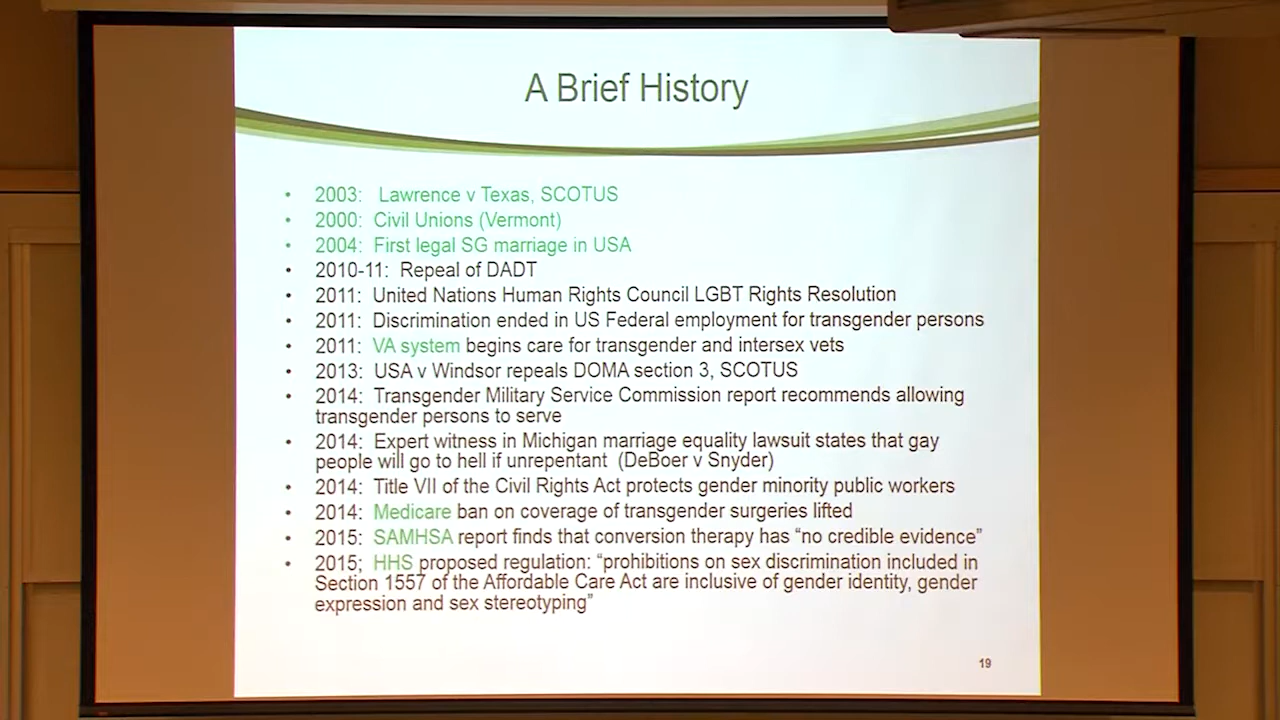 A Brief History
• 2003: Lawrence v Texas, SCOTUS
• 2000: Civil Unions (Vermont)
• 2004: First legal SG marriage in USA
• 2010-11: Repeal of DADT
• 2011: United Nations Human Rights Council LGBT Rights Resolution
• 2011: Discrimination ended in US Federal employment for transgender persons
• 2011: VA system begins care for transgender and intersex vets
• 2013: USA v Windsor repeals DOMA section 3, SCOTUS
• 2014: Transgender Military Service Commission report recommends allowing
transgender persons to serve
• 2014: Expert witness in Michigan marriage equality lawsuit states that gay
people will go to hell if unrepentant (DeBoer v Snyder)
• 2014: Title VII of the Civil Rights Act protects gender minority public workers
• 2014: Medicare ban on coverage of transgender surgeries lifted
• 2015: SAMHSA report finds that conversion therapy has “no credible evidence”
• 2015; HHS proposed regulation: “prohibitions on sex discrimination included in
Section 1557 of the Affordable Care Act are inclusive of gender identity, gender
expression and sex stereotyping”
19